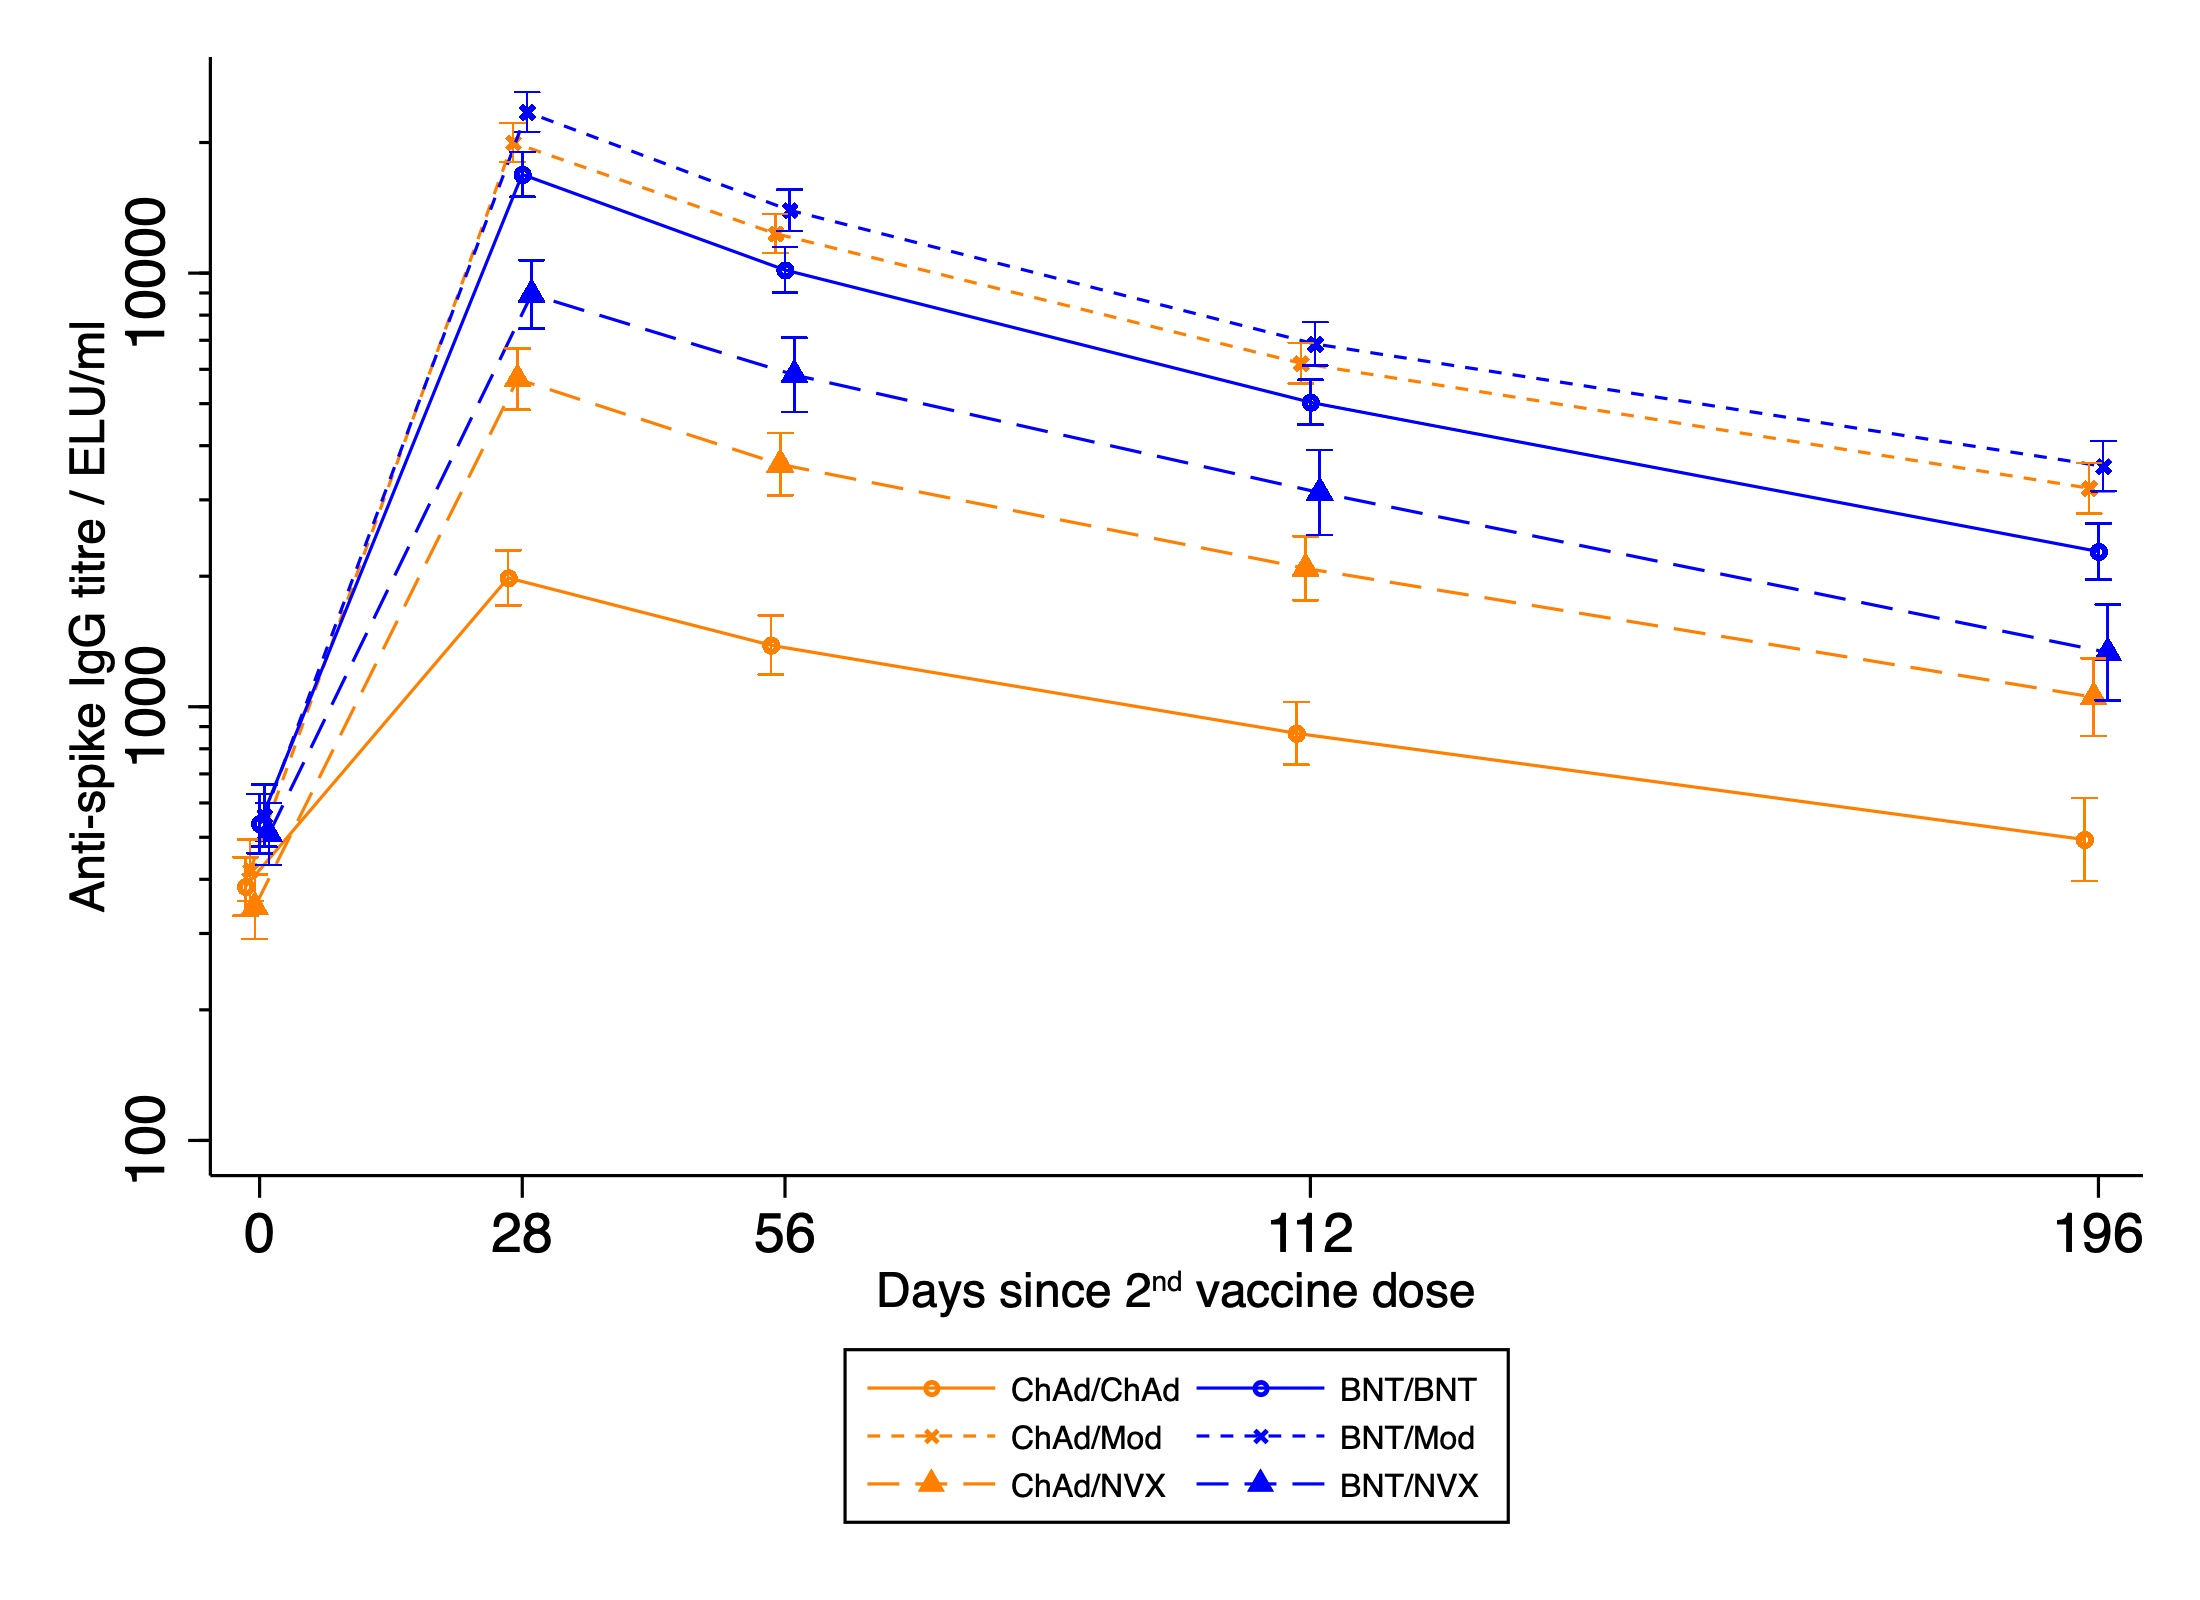 Anti-spike IgG titre / ELU/ml
10000
1000
100
0 28 56 112 196
Days since 2nd vaccine dose
ChAd/ChAd BNT/BNT
ChAd/Mod BNT/Mod
ChAd/NVX BNT/NVX